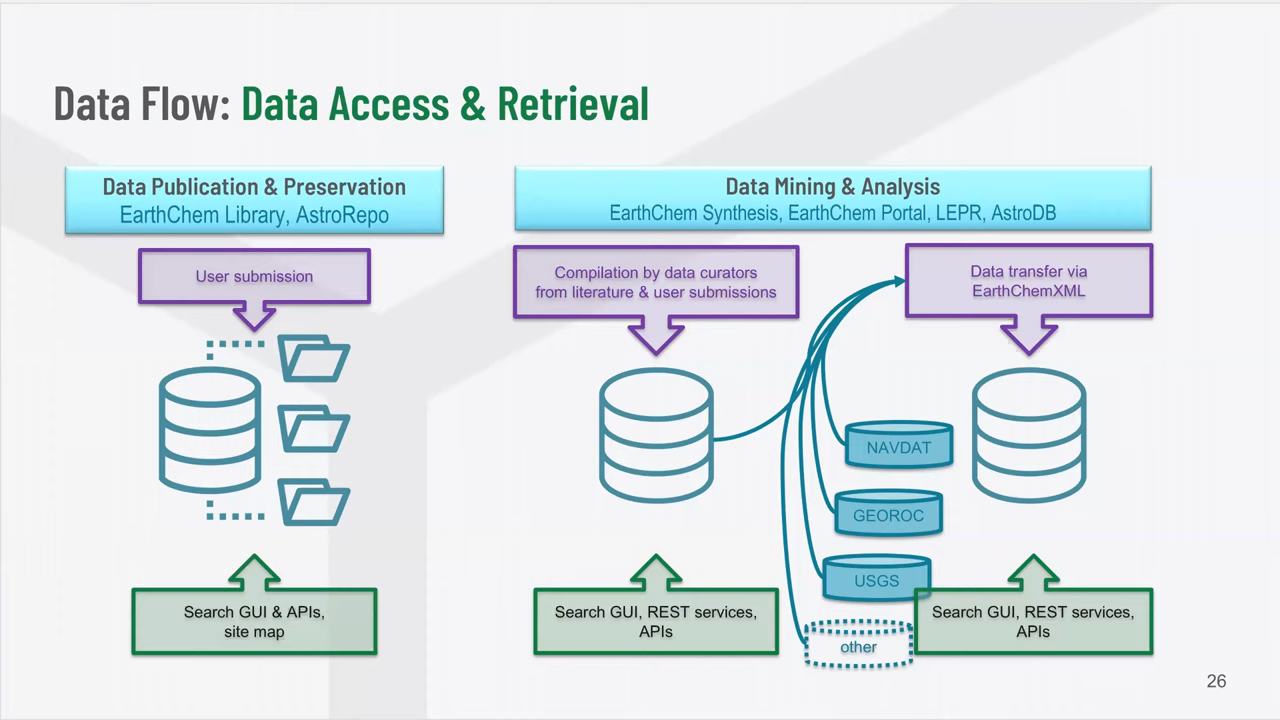 Data Flow: Data Access & Retrieval
Data Publication & Preservation
EarthChem Library, AstroRepo
User submission
Search GUI & APIs,
site map
Data Mining & Analysis
EarthChem Synthesis, EarthChem Portal, LEPR, AstroDB
Compilation by data curators
from literature & user submissions
Data transfer via
EarthChemXML
NAVDAT
GEOROC
USGS
other
Search GUI, REST services,
APIs
Search GUI, REST services,
APIs
26